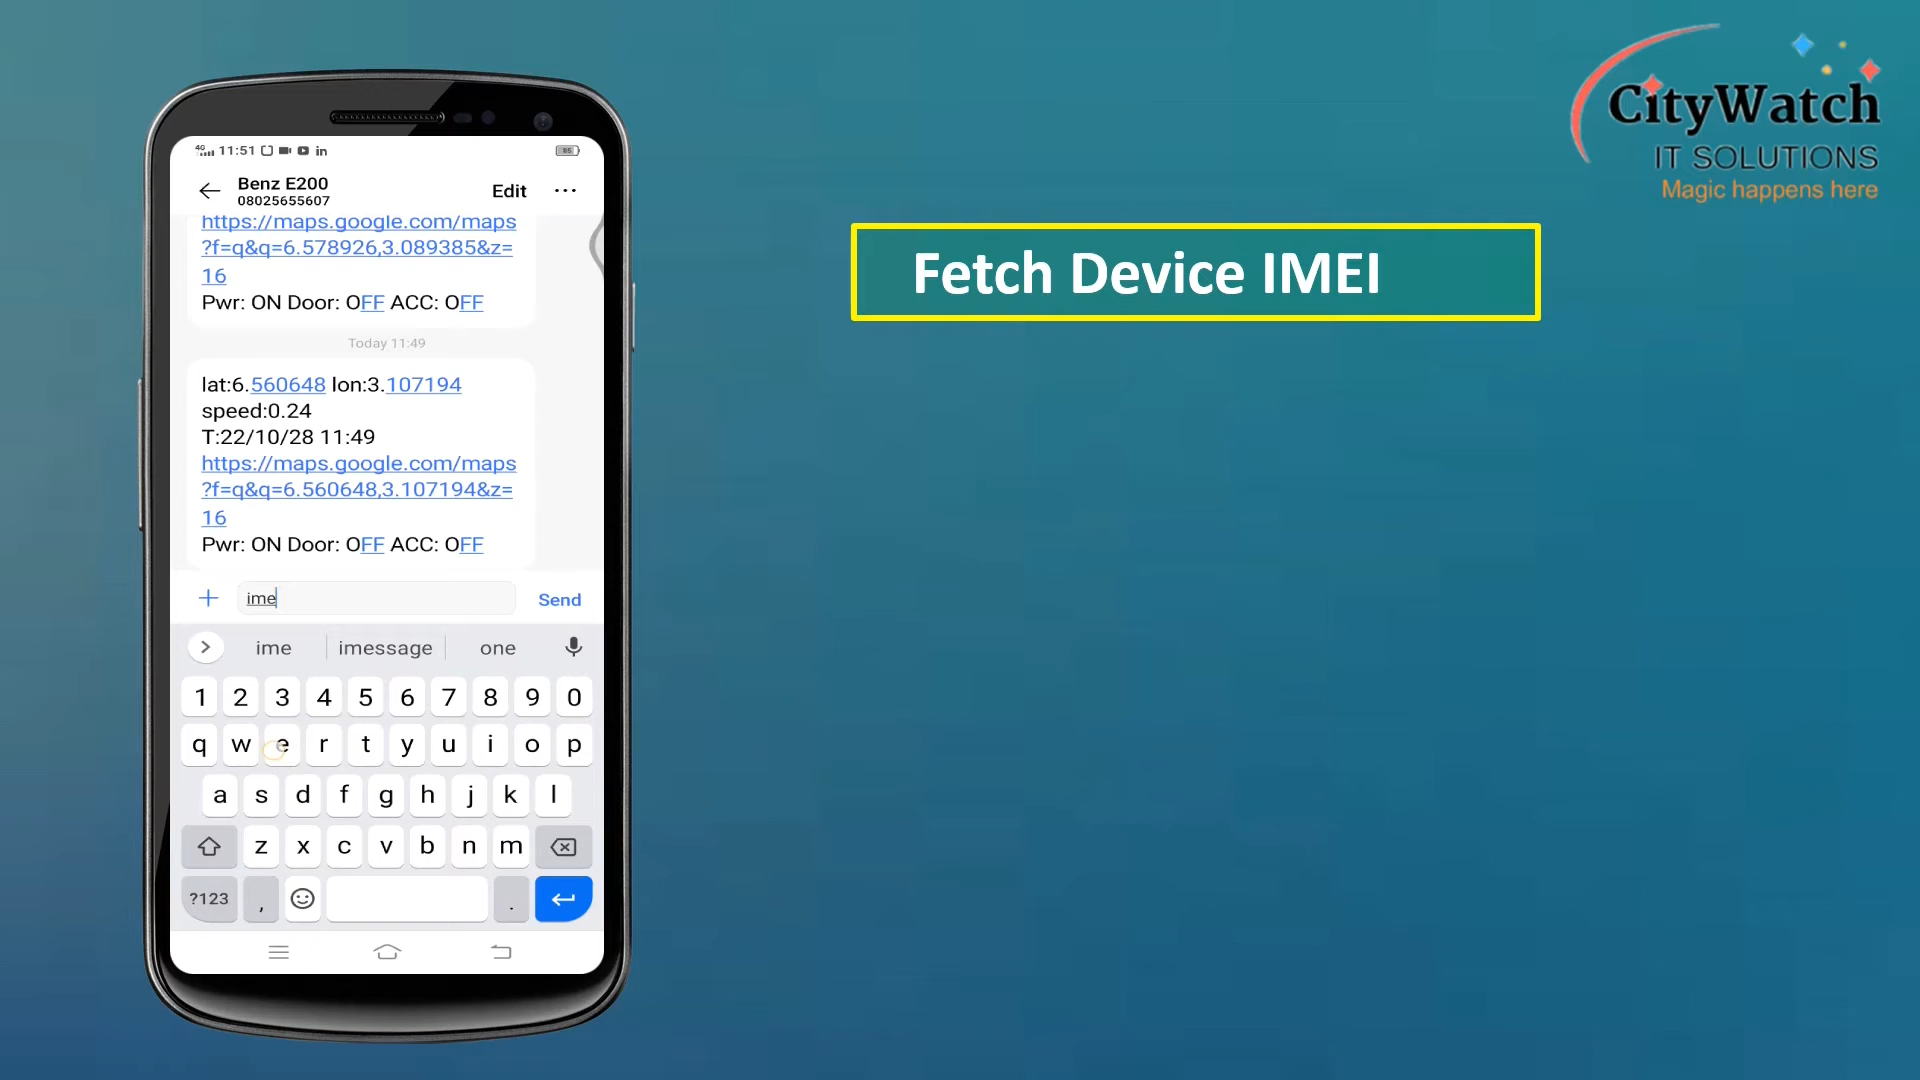 CityWatch
IT SOLUTIONS
Magic happens here
Fetch Device IMEI
4G 11:51 in 85
Benz E200
08025655607
Edit
https://maps.google.com/maps
?f=q&q=6.578926,3.089385&z=
16
Pwr: ON Door: OFF ACC: OFF
Today 11:49
lat:6.560648 lon:3.107194
speed:0.24
T:22/10/28 11:49
https://maps.google.com/maps
?f=q&q=6.560648,3.107194&z=
16
Pwr: ON Door: OFF ACC: OFF
ime
Send
ime imessage one
1 2 3 4 5 6 7 8 9 0
q w e r t y u i o p
a s d f g h j k l
z x c v b n m
?123 , .